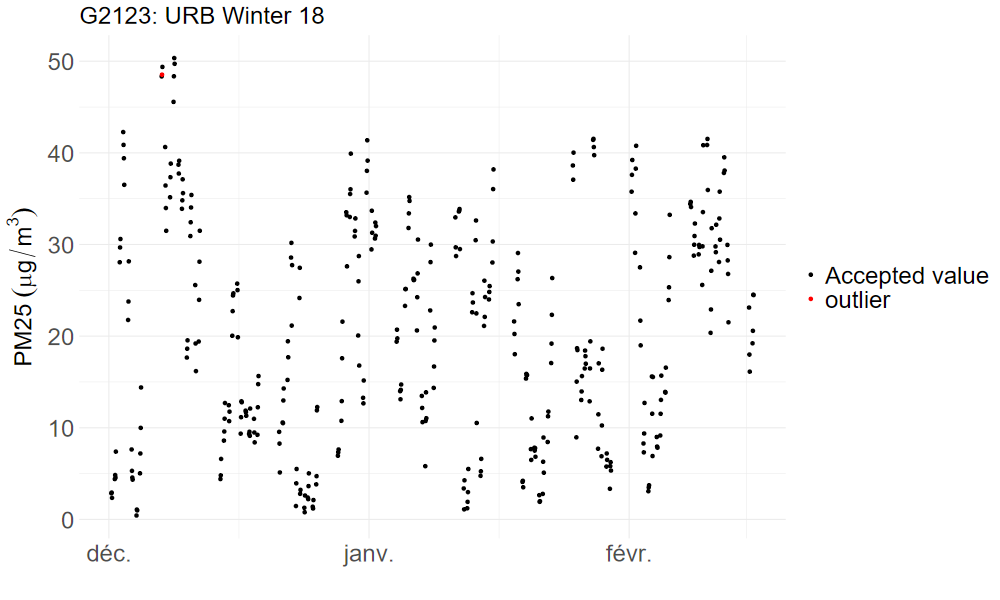 G2123: URB Winter 18
PM25 (µg/m³)
50
40
30
20
10
0
déc.
janv.
févr.
Accepted value
outlier